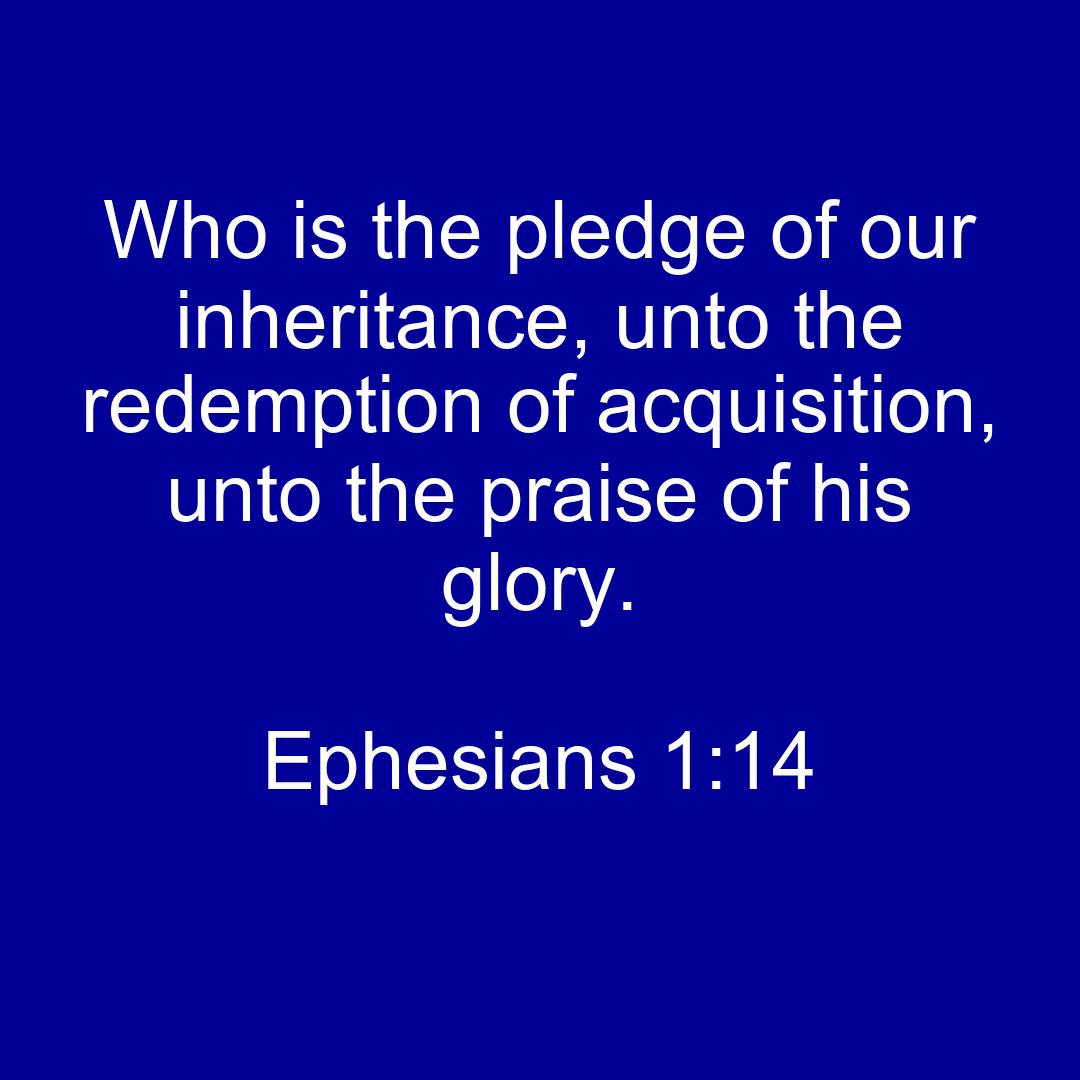 Who is the pledge of our
inheritance, unto the
redemption of acquisition,
unto the praise of his
glory.
Ephesians 1:14